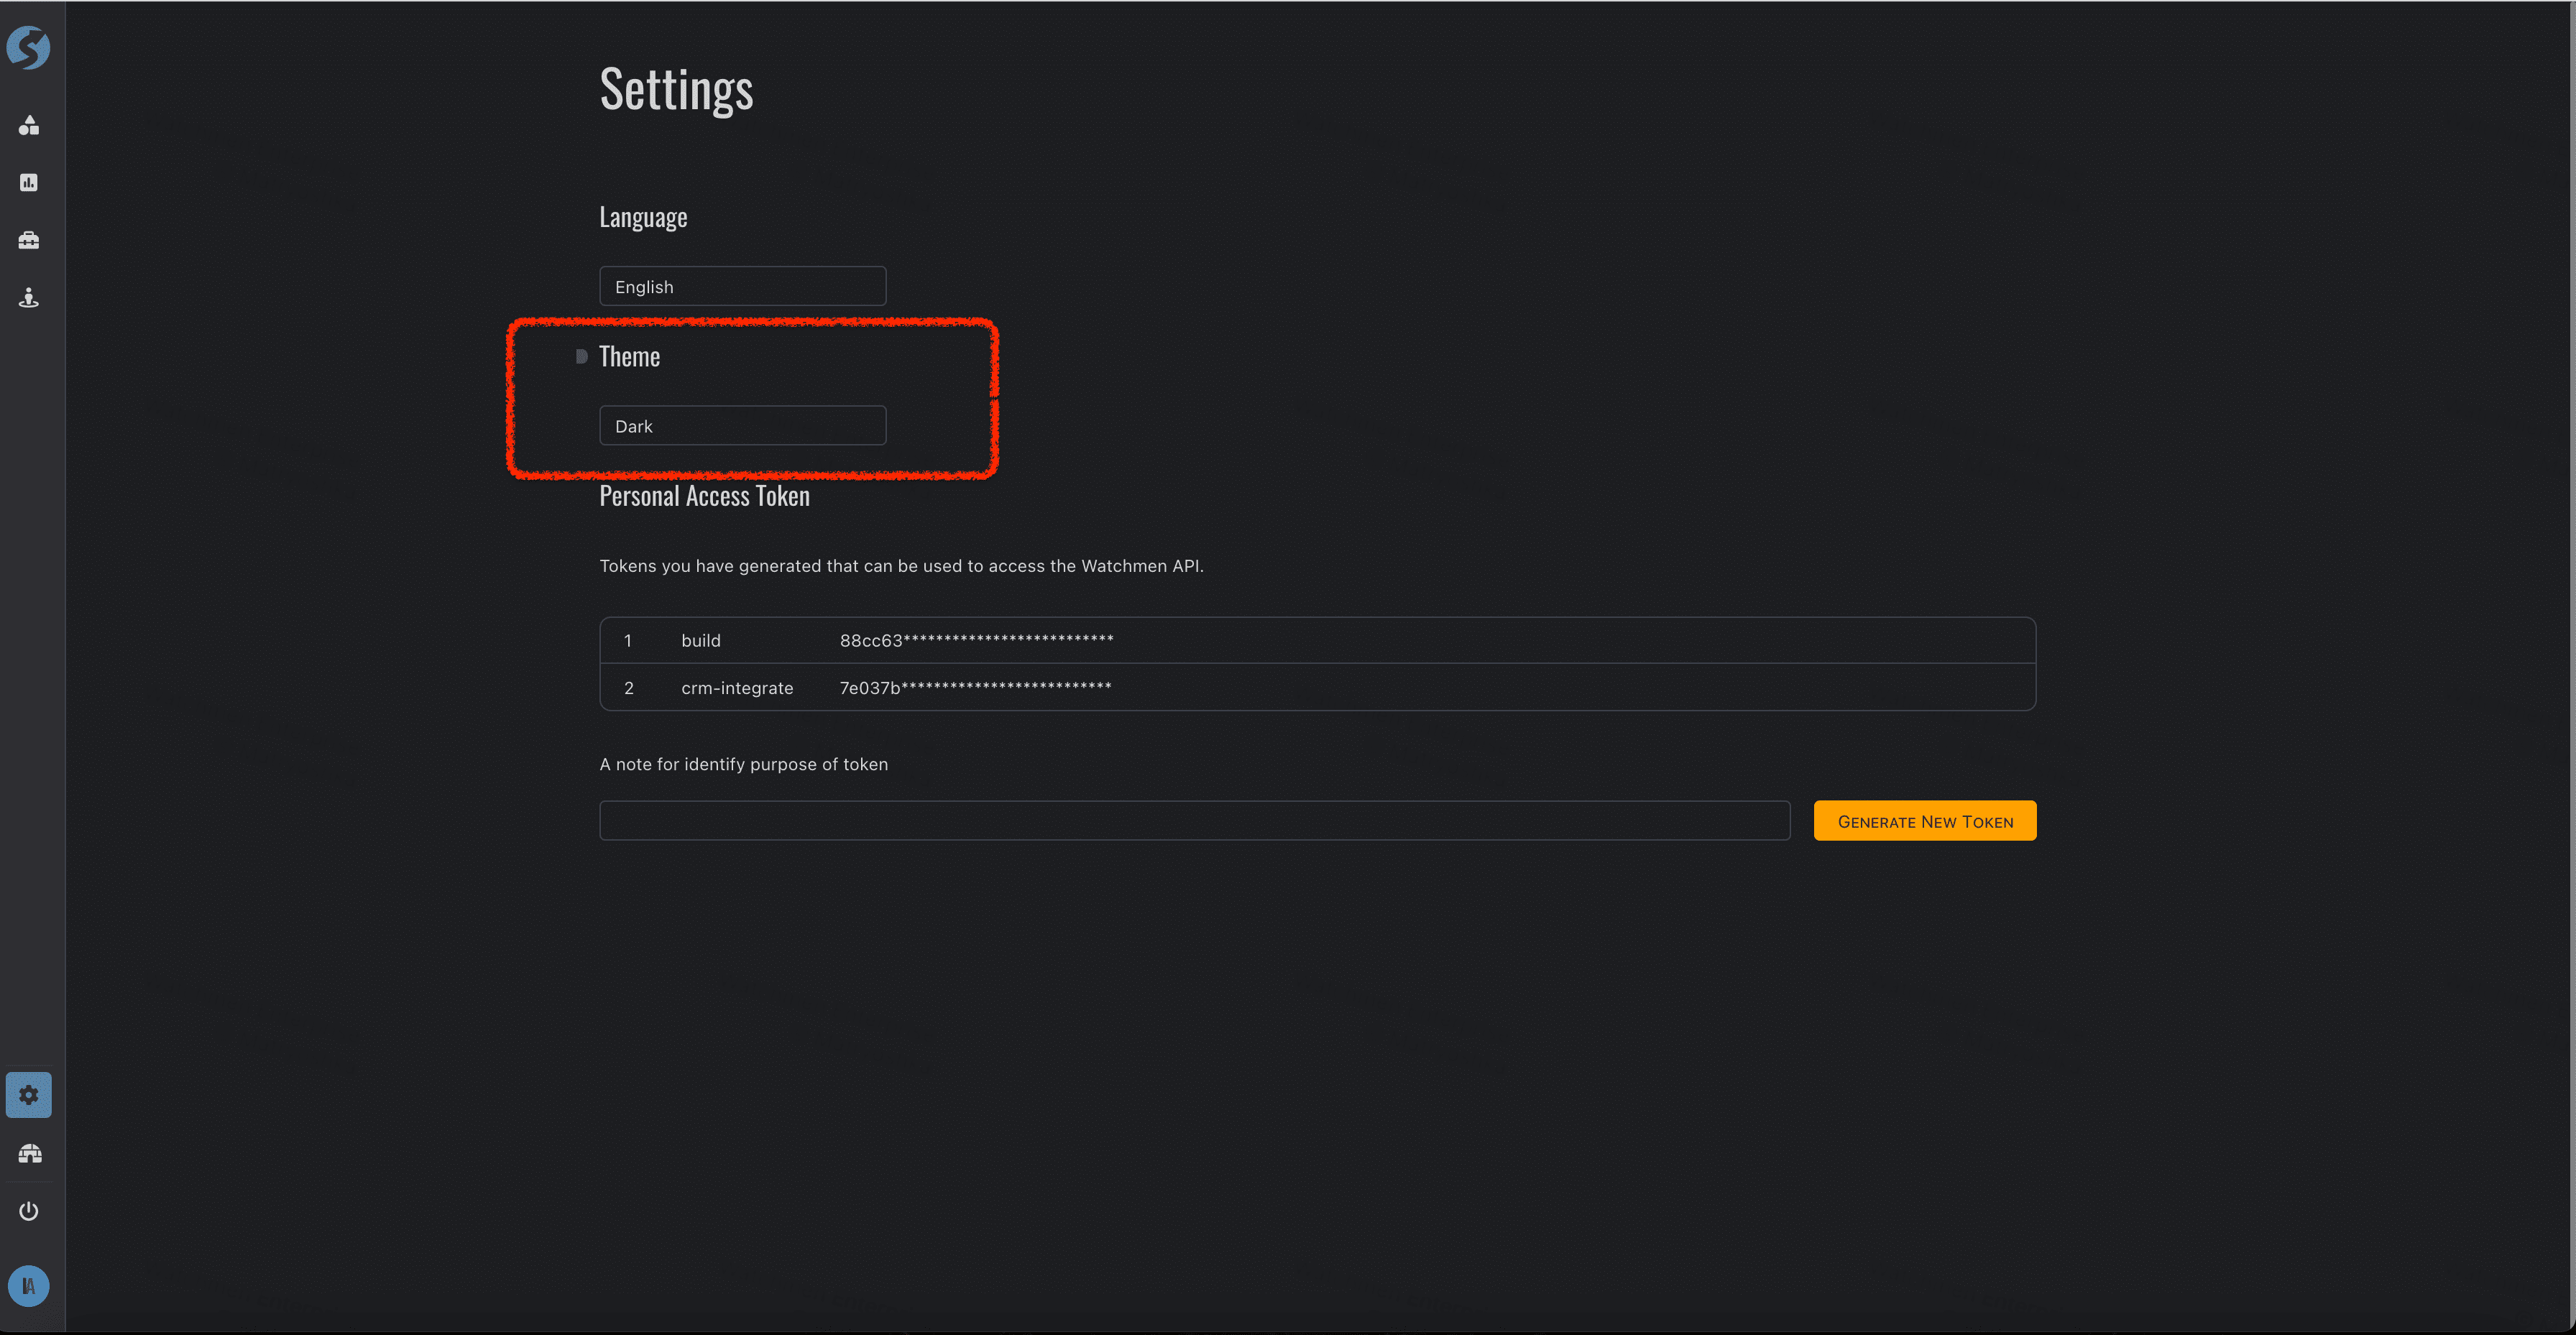 Settings
Language
English
Theme
Dark
Personal Access Token
Tokens you have generated that can be used to access the Watchmen API.
1 build 88cc63**************************
2 crm-integrate 7e037b**************************
A note for identify purpose of token
GENERATE NEW TOKEN
IA